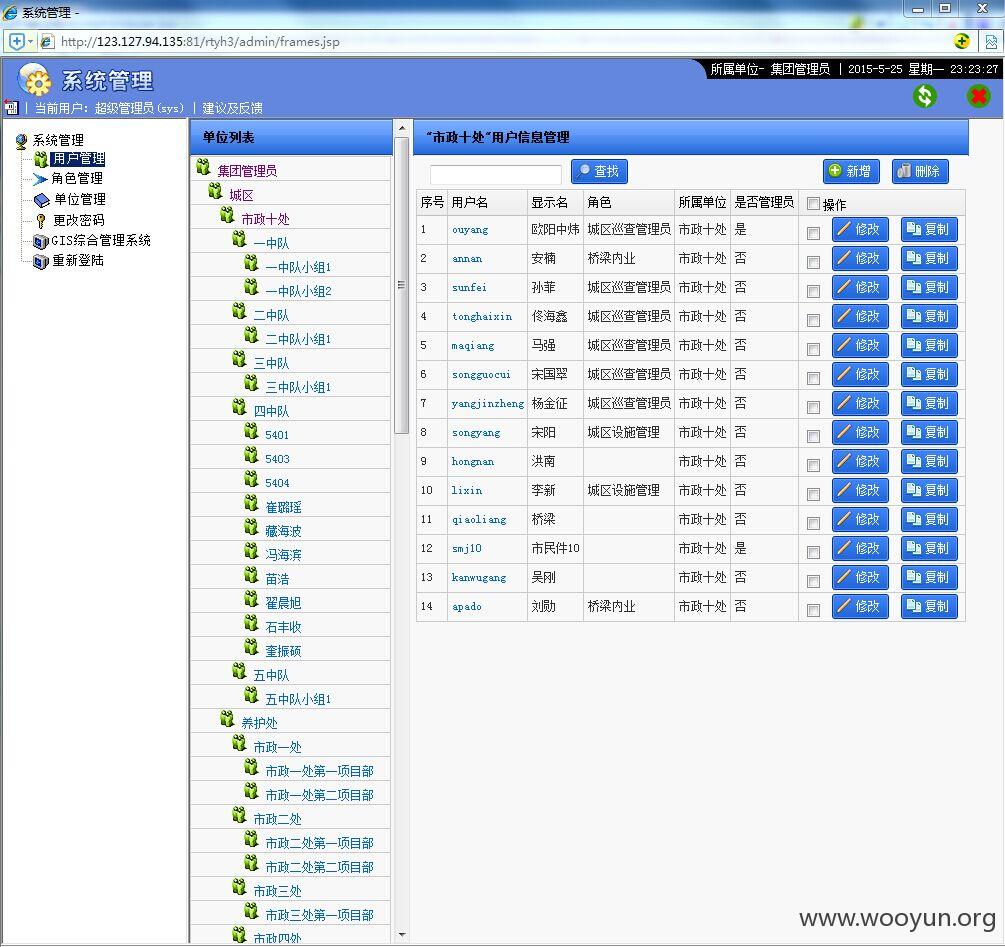 系统管理 -
http://123.127.94.135:81/rtyh3/admin/frames.jsp
系统管理
所属单位- 集团管理员 | 2015-5-25 星期一 23:23:27
| 当前用户: 超级管理员(sys) | 建议及反馈
系统管理
用户管理
角色管理
单位管理
更改密码
GIS综合管理系统
重新登陆
单位列表
集团管理员
城区
市政十处
一中队
一中队小组1
一中队小组2
二中队
二中队小组1
三中队
三中队小组1
四中队
5401
5403
5404
崔璐瑶
藏海波
冯海滨
苗浩
翟晨旭
石丰收
奎振硕
五中队
五中队小组1
养护处
市政一处
市政一处第一项目部
市政一处第二项目部
市政二处
市政二处第一项目部
市政二处第二项目部
市政三处
市政三处第一项目部
市政四处
“市政十处”用户信息管理
查找 新增 删除
序号 用户名 显示名 角色 所属单位 是否管理员 操作
1 ouyang 欧阳中炜 城区巡查管理员 市政十处 是 修改 复制
2 annan 安楠 桥梁内业 市政十处 否 修改 复制
3 sunfei 孙菲 城区巡查管理员 市政十处 否 修改 复制
4 tonghaixin 佟海鑫 城区巡查管理员 市政十处 否 修改 复制
5 maqiang 马强 城区巡查管理员 市政十处 否 修改 复制
6 songguocui 宋国翠 城区巡查管理员 市政十处 否 修改 复制
7 yangjinzheng 杨金征 城区巡查管理员 市政十处 否 修改 复制
8 songyang 宋阳 城区设施管理 市政十处 否 修改 复制
9 hongnan 洪南 市政十处 否 修改 复制
10 lixin 李新 城区设施管理 市政十处 否 修改 复制
11 qiaoliang 桥梁 市政十处 否 修改 复制
12 smj10 市民件10 市政十处 是 修改 复制
13 kanwugang 吴刚 市政十处 否 修改 复制
14 apado 刘勋 桥梁内业 市政十处 否 修改 复制
www.wooyun.org